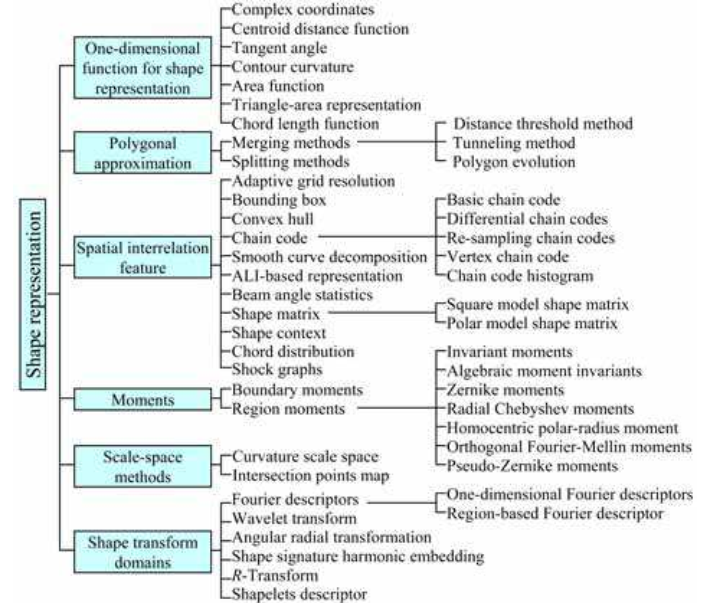 Shape representation
One-dimensional
function for shape
representation
Complex coordinates
Centroid distance function
Tangent angle
Contour curvature
Area function
Triangle-area representation
Chord length function
Polygonal
approximation
Merging methods
Distance threshold method
Tunneling method
Polygon evolution
Splitting methods
Spatial interrelation
feature
Adaptive grid resolution
Bounding box
Convex hull
Chain code
Basic chain code
Differential chain codes
Re-sampling chain codes
Vertex chain code
Chain code histogram
Smooth curve decomposition
ALI-based representation
Beam angle statistics
Shape matrix
Square model shape matrix
Polar model shape matrix
Shape context
Chord distribution
Shock graphs
Moments
Boundary moments
Region moments
Invariant moments
Algebraic moment invariants
Zernike moments
Radial Chebyshev moments
Homocentric polar-radius moment
Orthogonal Fourier-Mellin moments
Pseudo-Zernike moments
Scale-space
methods
Curvature scale space
Intersection points map
Shape transform
domains
Fourier descriptors
One-dimensional Fourier descriptors
Region-based Fourier descriptor
Wavelet transform
Angular radial transformation
Shape signature harmonic embedding
R-Transform
Shapelets descriptor